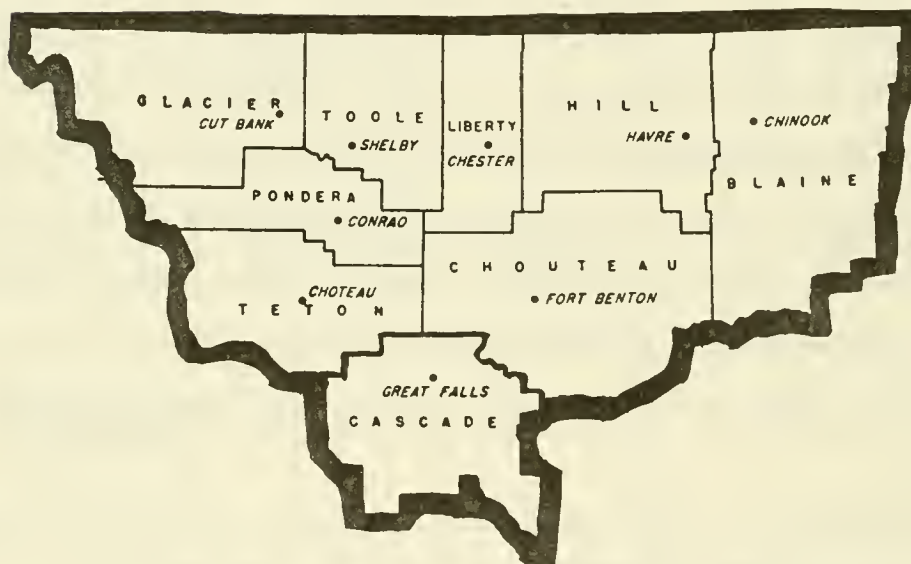 GLACIER
CUT BANK
TOOLE
SHELBY
LIBERTY
CHESTER
HILL
HAVRE
CHINOOK
BLAINE
PONDERA
CONRAO
CHOUTEAU
FORT BENTON
CHOTEAU
TETON
GREAT FALLS
CASCADE